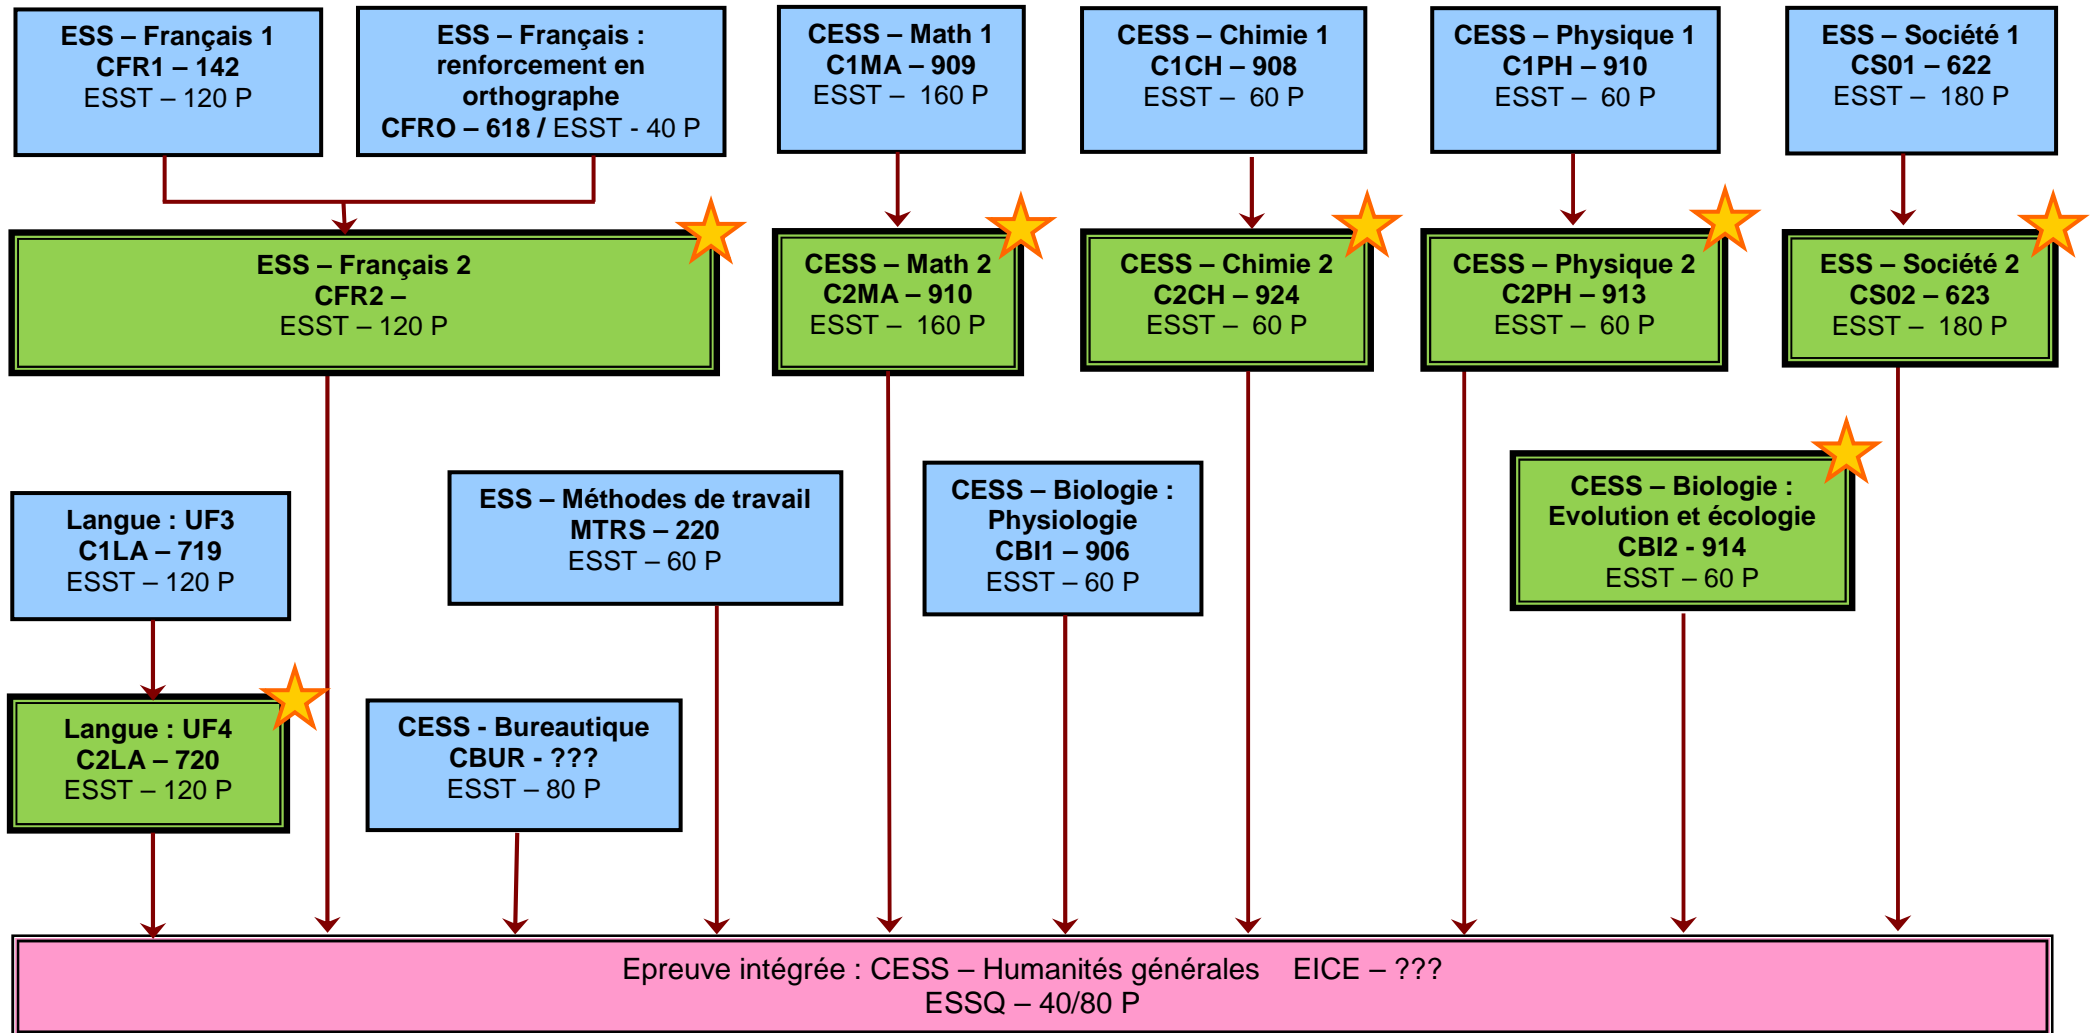 ESS – Français 1
CFR1 – 142
ESST – 120 P
ESS – Français :
renforcement en
orthographe
CFRO – 618 / ESST - 40 P
CESS – Math 1
C1MA – 909
ESST –  160 P
CESS – Chimie 1
C1CH – 908
ESST –  60 P
CESS – Physique 1
C1PH – 910
ESST –  60 P
ESS – Société 1
CS01 – 622
ESST –  180 P
ESS – Français 2
CFR2 –
ESST – 120 P
CESS – Math 2
C2MA – 910
ESST –  160 P
CESS – Chimie 2
C2CH – 924
ESST –  60 P
CESS – Physique 2
C2PH – 913
ESST –  60 P
ESS – Société 2
CS02 – 623
ESST –  180 P
Langue : UF3
C1LA – 719
ESST – 120 P
ESS – Méthodes de travail
MTRS – 220
ESST – 60 P
CESS – Biologie :
Physiologie
CBI1 – 906
ESST – 60 P
CESS – Biologie :
Evolution et écologie
CBI2 - 914
ESST – 60 P
Langue : UF4
C2LA – 720
ESST – 120 P
CESS - Bureautique
CBUR - ???
ESST – 80 P
Epreuve intégrée : CESS – Humanités générales    EICE – ???
ESSQ – 40/80 P